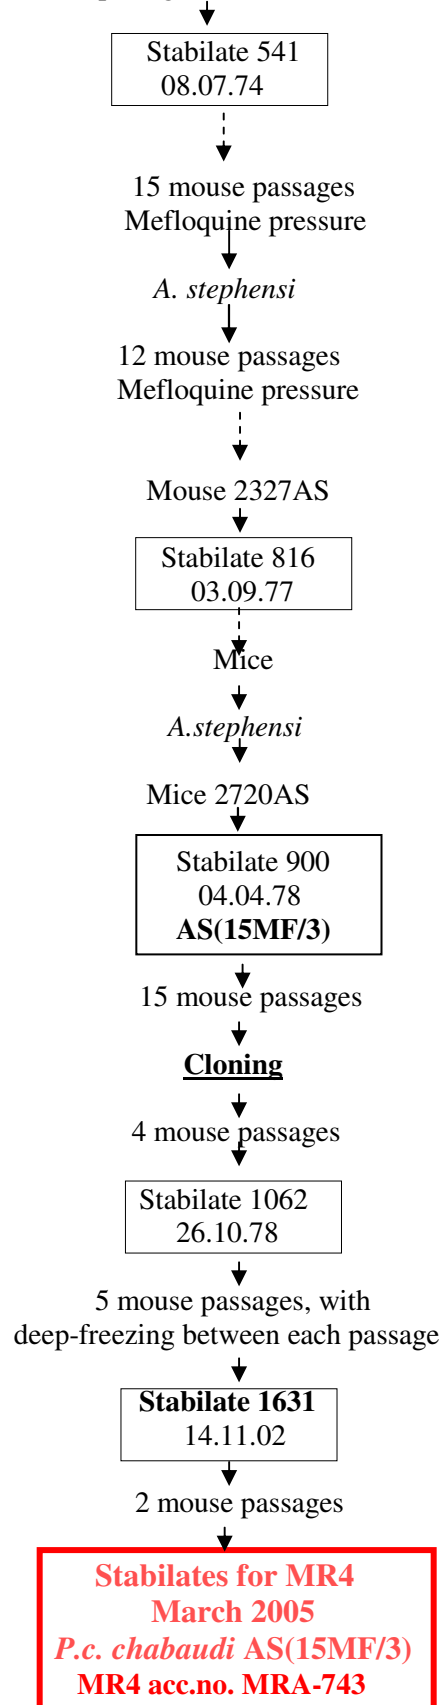 Stabilate 541
08.07.74
15 mouse passages
Mefloquine pressure
A. stephensi
12 mouse passages
Mefloquine pressure
Mouse 2327AS
Stabilate 816
03.09.77
Mice
A.stephensi
Mice 2720AS
Stabilate 900
04.04.78
AS(15MF/3)
15 mouse passages
Cloning
4 mouse passages
Stabilate 1062
26.10.78
5 mouse passages, with
deep-freezing between each passage
Stabilate 1631
14.11.02
2 mouse passages
Stabilates for MR4
March 2005
P.c. chabaudi AS(15MF/3)
MR4 acc.no. MRA-743